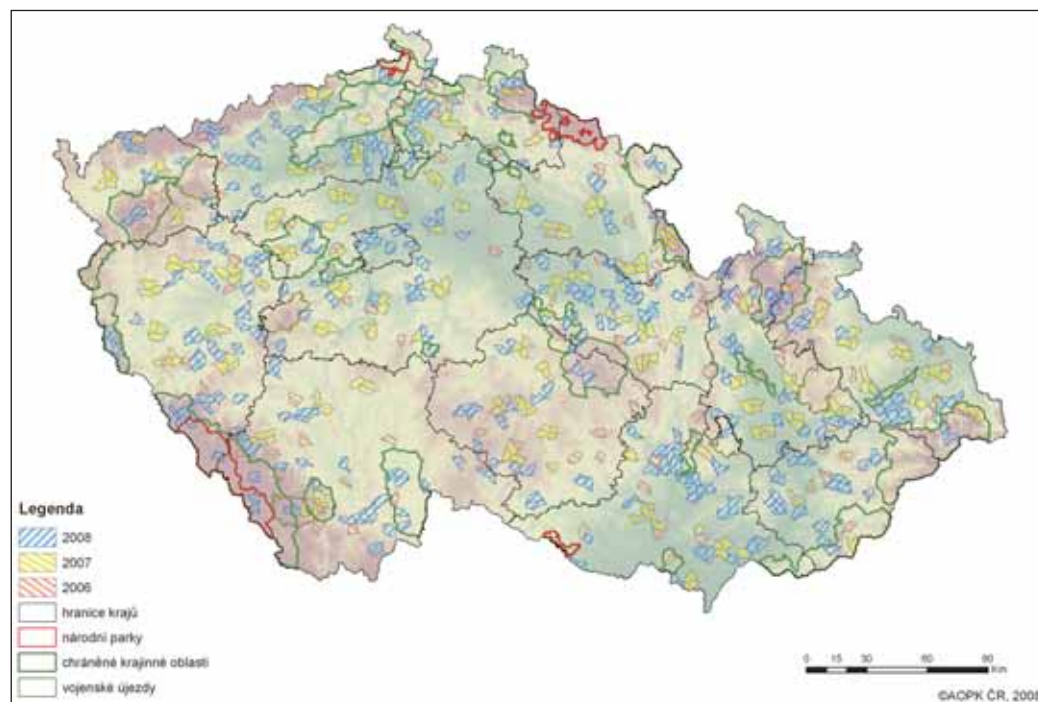 Legenda
2008
2007
2006
hranice krajů
národní parky
chráněné krajinné oblasti
vojenské újezdy
0 15 30 60 90
Km
©AOPK ČR, 2008